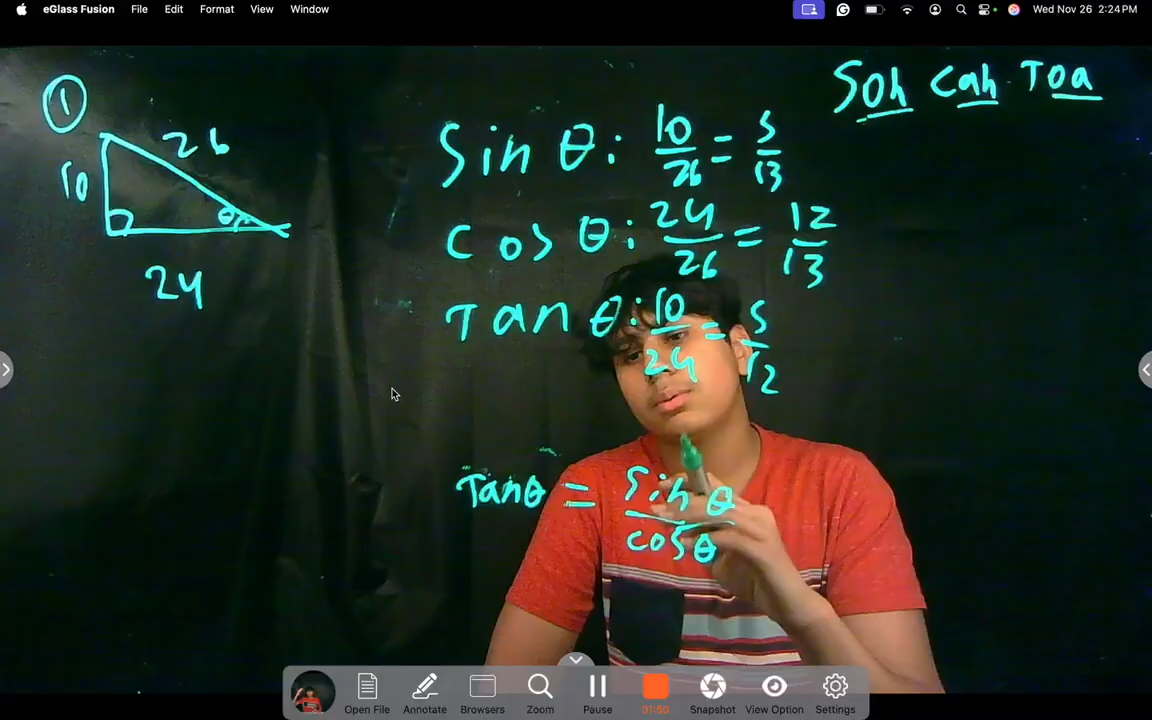 eGlass Fusion File Edit Format View Window Wed Nov 26 2:24 PM
Soh Cah Toa
1
26
10
θ
24
Sin θ: 10/26 = 5/13
Cos θ: 24/26 = 12/13
Tan θ: 10/24 = 5/12
Tanθ = Sin θ/cosθ
Open File Annotate Browsers Zoom Pause 01:50 Snapshot View Option Settings